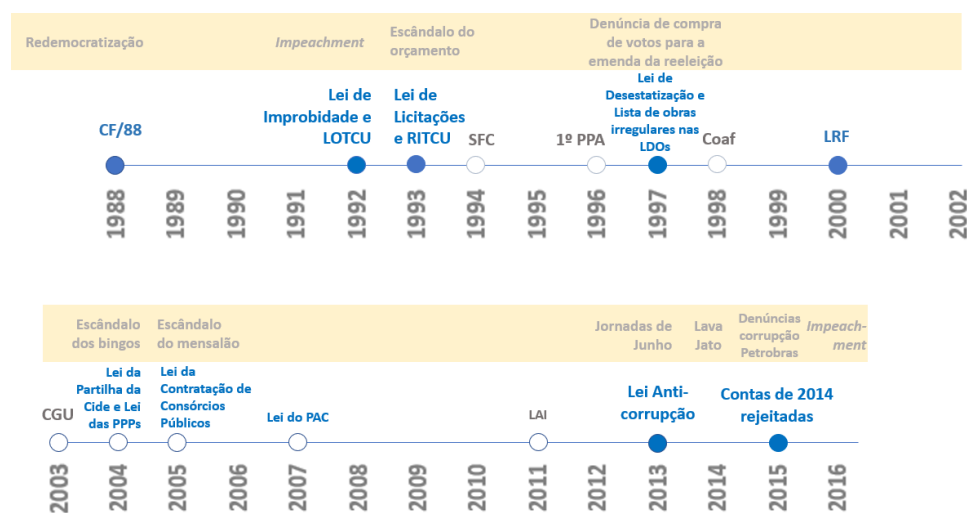 Redemocratização
Impeachment
Escândalo do
orçamento
Denúncia de compra
de votos para a
emenda da reeleição
CF/88
Lei de
Improbidade e
LOTCU
Lei de
Licitações
e RITCU
SFC
1º PPA
Lei de
Desestatização e
Lista de obras
irregulares nas
LDOs
Coaf
LRF
1988
1989
1990
1991
1992
1993
1994
1995
1996
1997
1998
2000
2001
2002
Escândalo
dos bingos
Escândalo
do mensalão
Jornadas de
Junho
Lava
Jato
Denúncias
corrupção
Petrobras
Impeach-
ment
CGU
Lei da
Partilha da
Cide e Lei
das PPPs
Lei da
Contratação de
Consórcios
Públicos
Lei do PAC
LAI
Lei Anti-
corrupção
Contas de 2014
rejeitadas
2003
2004
2005
2006
2007
2008
2009
2010
2011
2012
2013
2014
2015
2016